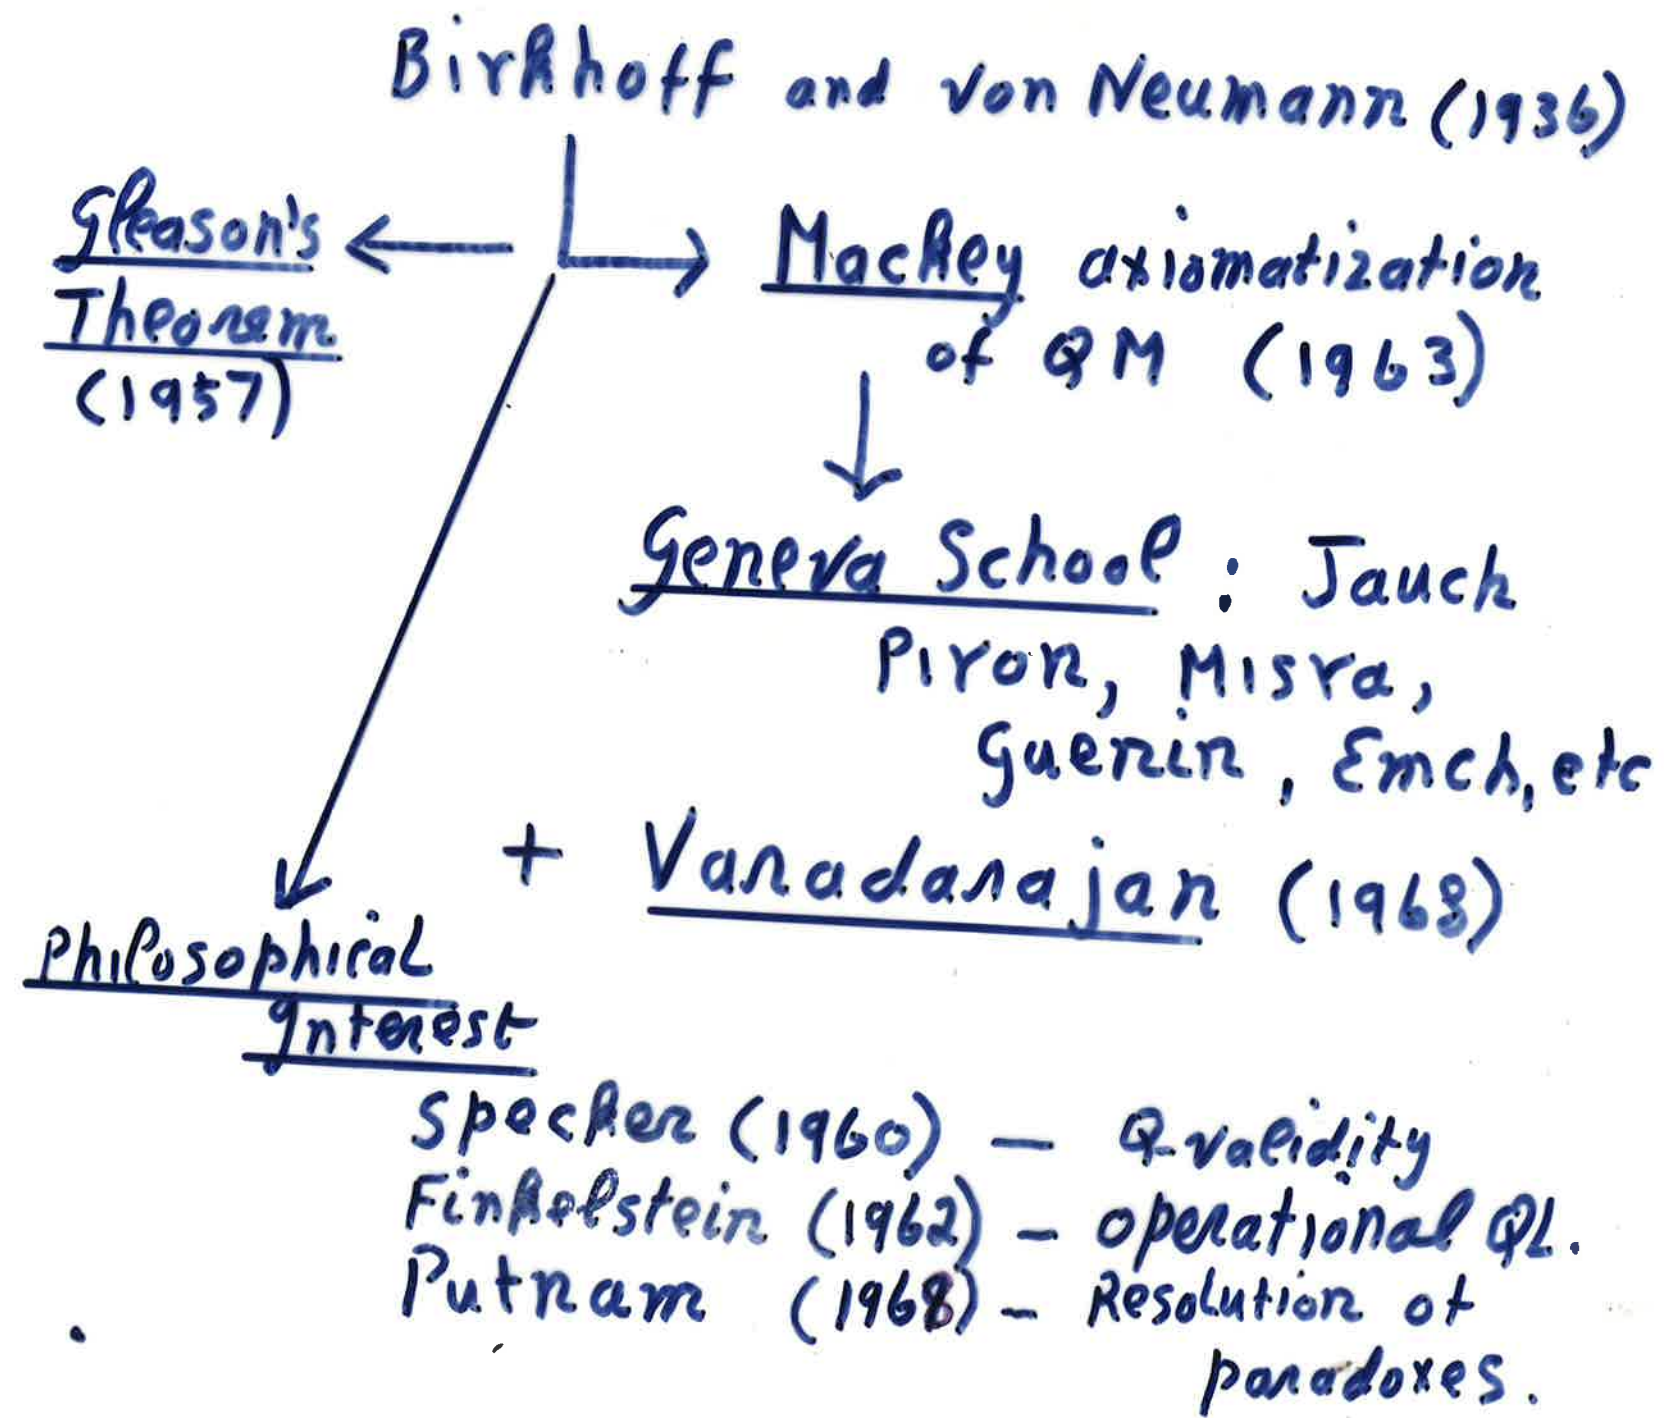 Birkhoff and von Neumann (1936)
Gleason's
Theorem
(1957)
Mackey axiomatization
of QM (1963)
Geneva School : Jauch
Piron, Misra,
Guenin, Emch, etc
+ Varadarajan (1968)
Philosophical
Interest
Specker (1960) — Q-validity
Finkelstein (1962) — operational QL.
Putnam (1968) — Resolution of
paradoxes.